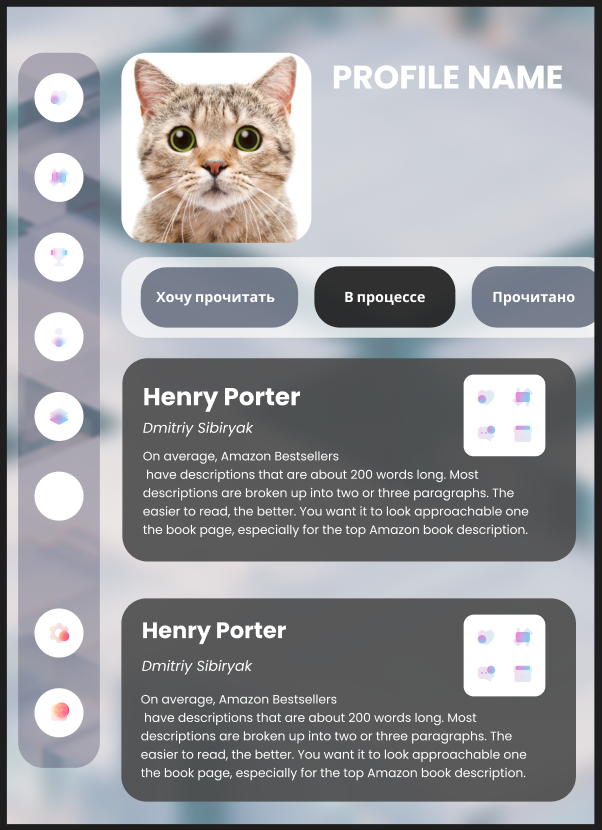 PROFILE NAME
Хочу прочитать
В процессе
Прочитано
Henry Porter
Dmitriy Sibiryak
On average, Amazon Bestsellers
have descriptions that are about 200 words long. Most
descriptions are broken up into two or three paragraphs. The
easier to read, the better. You want it to look approachable one
the book page, especially for the top Amazon book description.
Henry Porter
Dmitriy Sibiryak
On average, Amazon Bestsellers
have descriptions that are about 200 words long. Most
descriptions are broken up into two or three paragraphs. The
easier to read, the better. You want it to look approachable one
the book page, especially for the top Amazon book description.